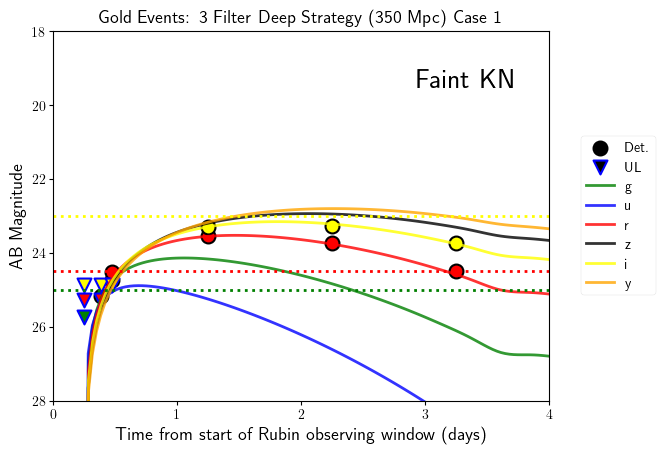 Gold Events: 3 Filter Deep Strategy (350 Mpc) Case 1
18
20
22
24
26
28
AB Magnitude
Faint KN
0 1 2 3 4
Time from start of Rubin observing window (days)
Det.
UL
g
u
r
z
i
y